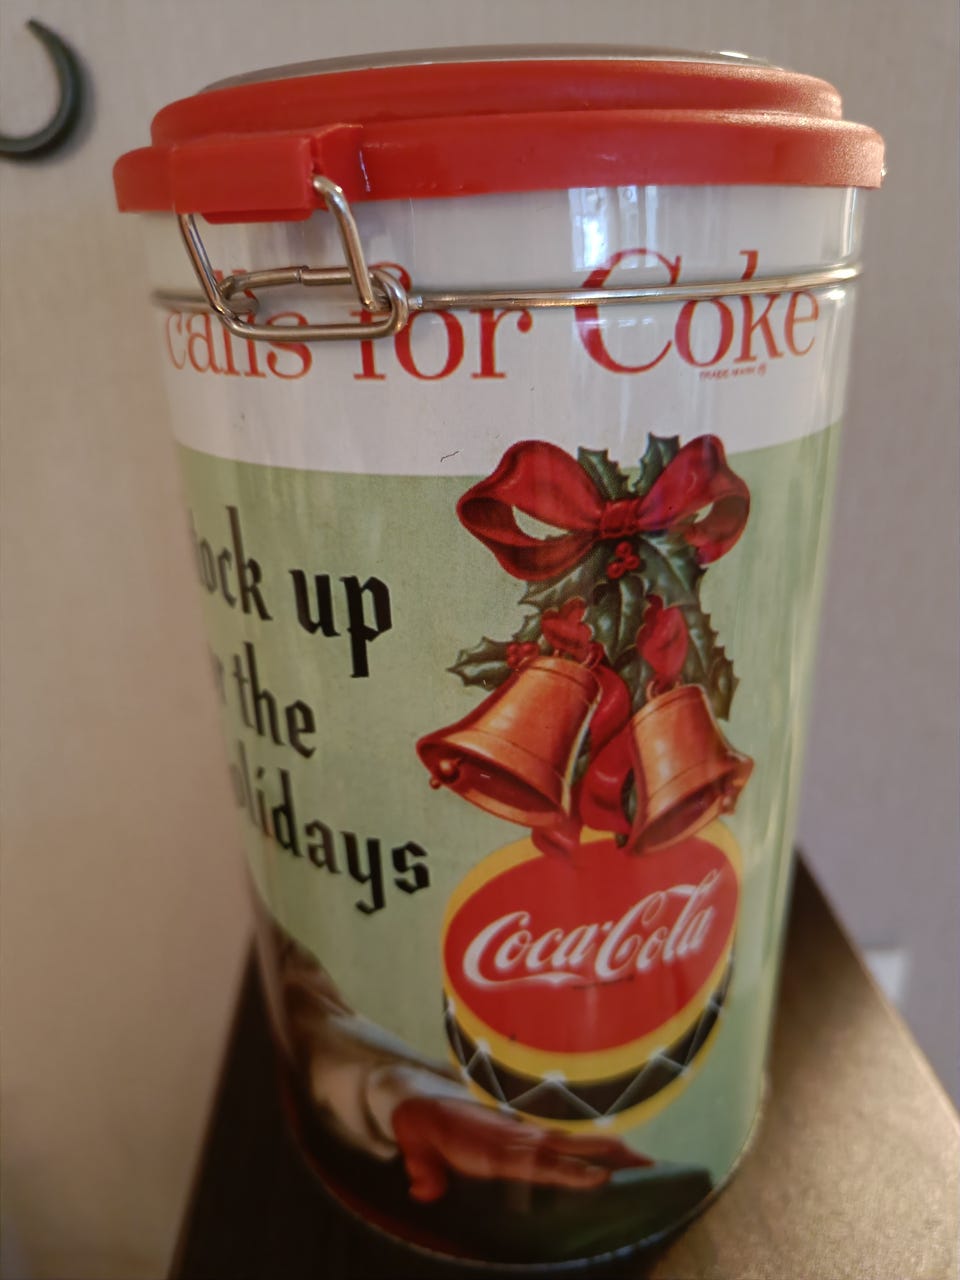 calls for Coke
TRADE-MARK ®
tock up
the
olidays
Coca-Cola